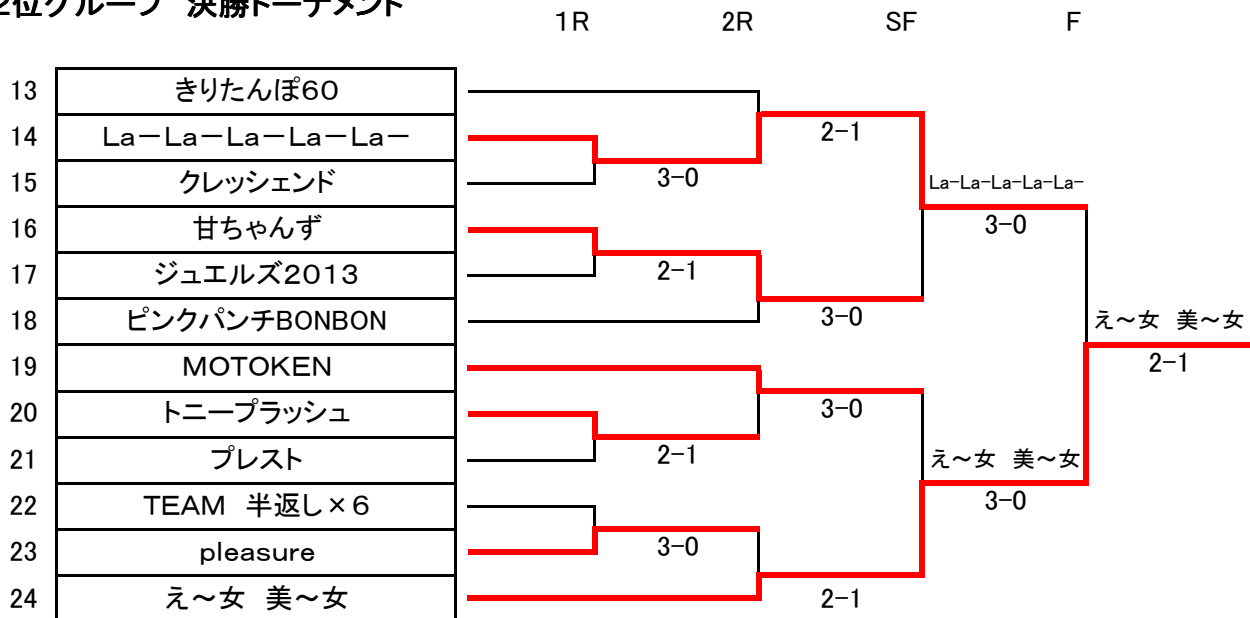 2位グループ 決勝トーナメント
1R 2R SF F
13 きりたんぽ60
14 La-La-La-La-La-
15 クレッシェンド
16 甘ちゃんず
17 ジュエルズ2013
18 ピンクパンチBONBON
19 MOTOKEN
20 トニープラッシュ
21 プレスト
22 TEAM 半返し×6
23 pleasure
24 え~女 美~女
3-0
2-1
2-1
3-0
2-1
3-0
3-0
2-1
La-La-La-La-La-
3-0
え~女 美~女
3-0
え~女 美~女
2-1